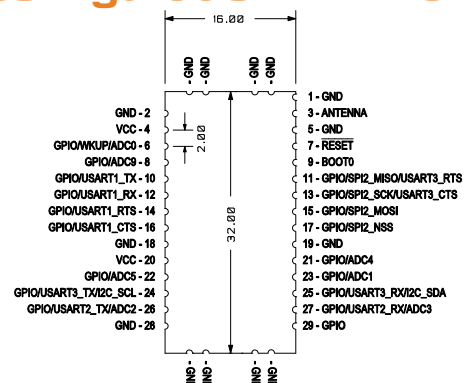 16.00
- GND
- GND
- GND
- GND
GND - 2
VCC - 4
GPIO/WKUP/ADC0 - 6
GPIO/ADC9 - 8
GPIO/USART1_TX - 10
GPIO/USART1_RX - 12
GPIO/USART1_RTS - 14
GPIO/USART1_CTS - 16
GND - 18
VCC - 20
GPIO/ADC5 - 22
GPIO/USART3_TX/I2C_SCL - 24
GPIO/USART2_TX/ADC2 - 26
GND - 28
2.00
32.00
1 - GND
3 - ANTENNA
5 - GND
7 - RESET
9 - BOOT0
11 - GPIO/SPI2_MISO/USART3_RTS
13 - GPIO/SPI2_SCK/USART3_CTS
15 - GPIO/SPI2_MOSI
17 - GPIO/SPI2_NSS
19 - GND
21 - GPIO/ADC4
23 - GPIO/ADC1
25 - GPIO/USART3_RX/I2C_SDA
27 - GPIO/USART2_RX/ADC3
29 - GPIO